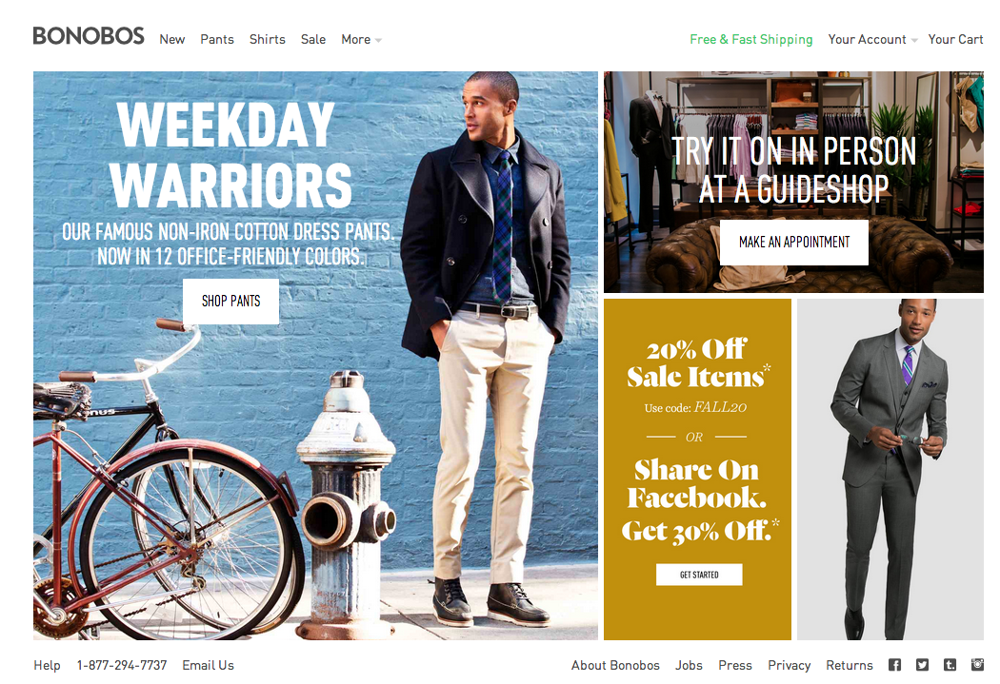 BONOBOS
New Pants Shirts Sale More
Free & Fast Shipping Your Account Your Cart
WEEKDAY
WARRIORS
OUR FAMOUS NON-IRON COTTON DRESS PANTS.
NOW IN 12 OFFICE-FRIENDLY COLORS.
SHOP PANTS
TRY IT ON IN PERSON
AT A GUIDESHOP
MAKE AN APPOINTMENT
20% Off
Sale Items*
Use code: FALL20
OR
Share On
Facebook.
Get 30% Off.*
GET STARTED
Help 1-877-294-7737 Email Us
About Bonobos Jobs Press Privacy Returns